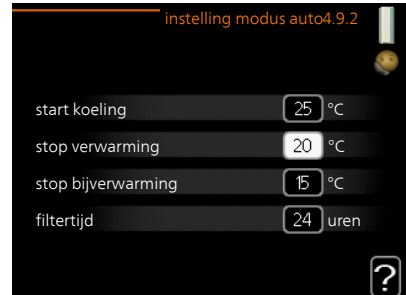 instelling modus auto4.9.2
start koeling 25 °C
stop verwarming 20 °C
stop bijverwarming 15 °C
filtertijd 24 uren
?